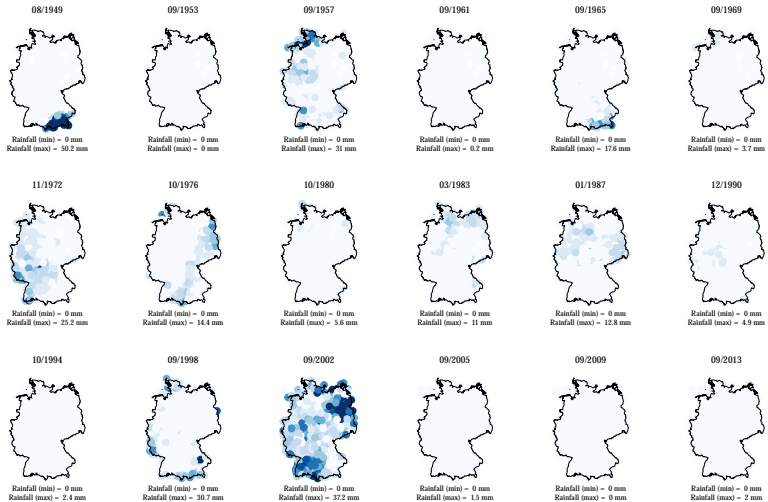 08/1949 09/1953 09/1957 09/1961 09/1965 09/1969
Rainfall (min) = 0 mm Rainfall (min) = 0 mm Rainfall (min) = 0 mm Rainfall (min) = 0 mm Rainfall (min) = 0 mm Rainfall (min) = 0 mm
Rainfall (max) = 50.2 mm Rainfall (max) = 0 mm Rainfall (max) = 31 mm Rainfall (max) = 0.2 mm Rainfall (max) = 17.6 mm Rainfall (max) = 3.7 mm
11/1972 10/1976 10/1980 03/1983 01/1987 12/1990
Rainfall (min) = 0 mm Rainfall (min) = 0 mm Rainfall (min) = 0 mm Rainfall (min) = 0 mm Rainfall (min) = 0 mm Rainfall (min) = 0 mm
Rainfall (max) = 25.2 mm Rainfall (max) = 14.4 mm Rainfall (max) = 5.6 mm Rainfall (max) = 11 mm Rainfall (max) = 12.8 mm Rainfall (max) = 4.9 mm
10/1994 09/1998 09/2002 09/2005 09/2009 09/2013
Rainfall (min) = 0 mm Rainfall (min) = 0 mm Rainfall (min) = 0 mm Rainfall (min) = 0 mm Rainfall (min) = 0 mm Rainfall (min) = 0 mm
Rainfall (max) = 2.4 mm Rainfall (max) = 30.7 mm Rainfall (max) = 37.2 mm Rainfall (max) = 1.5 mm Rainfall (max) = 0 mm Rainfall (max) = 2 mm